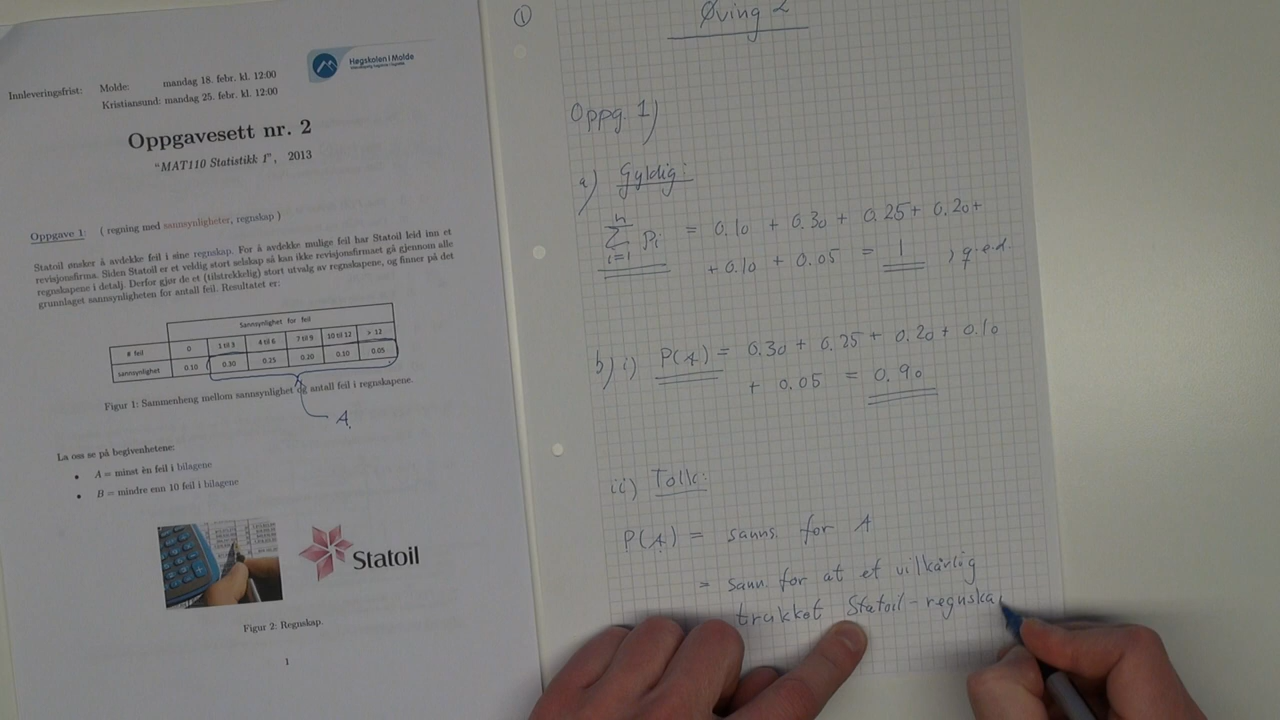 Høgskolen i Molde
Innleveringsfrist: Molde: mandag 18. febr. kl. 12:00
Kristiansund: mandag 25. febr. kl. 12:00
Oppgavesett nr. 2
"MAT110 Statistikk 1", 2013
Oppgave 1: ( regning med sannsynligheter, regnskap )
Statoil ønsker å avdekke feil i sine regnskap. For å avdekke mulige feil har Statoil leid inn et
revisjonsfirma. Siden Statoil er et veldig stort selskap så kan ikke revisjonsfirmaet gå gjennom alle
regnskapene i detalj. Derfor gjør de et (tilstrekkelig) stort utvalg av regnskapene, og finner på det
grunnlaget sannsynligheten for antall feil. Resultatet er:
Sannsynlighet for feil
# feil 0 1 til 3 4 til 6 7 til 9 10 til 12 > 12
sannsynlighet 0.10 0.30 0.25 0.20 0.10 0.05
Figur 1: Sammenheng mellom sannsynlighet og antall feil i regnskapene.
A
La oss se på begivenhetene:
• A = minst èn feil i bilagene
• B = mindre enn 10 feil i bilagene
Statoil
Figur 2: Regnskap.
1
① Øving 2
Oppg. 1)
a) Gyldig:
n
∑ pi = 0.10 + 0.30 + 0.25 + 0.20 +
i=1
+ 0.10 + 0.05 = 1 , q.e.d.
b) i) P(A) = 0.30 + 0.25 + 0.20 + 0.10
+ 0.05 = 0.90
ii) Tolk:
P(A) = sanns. for A
= sann. for at et vilkårlig
trukket Statoil-regnska